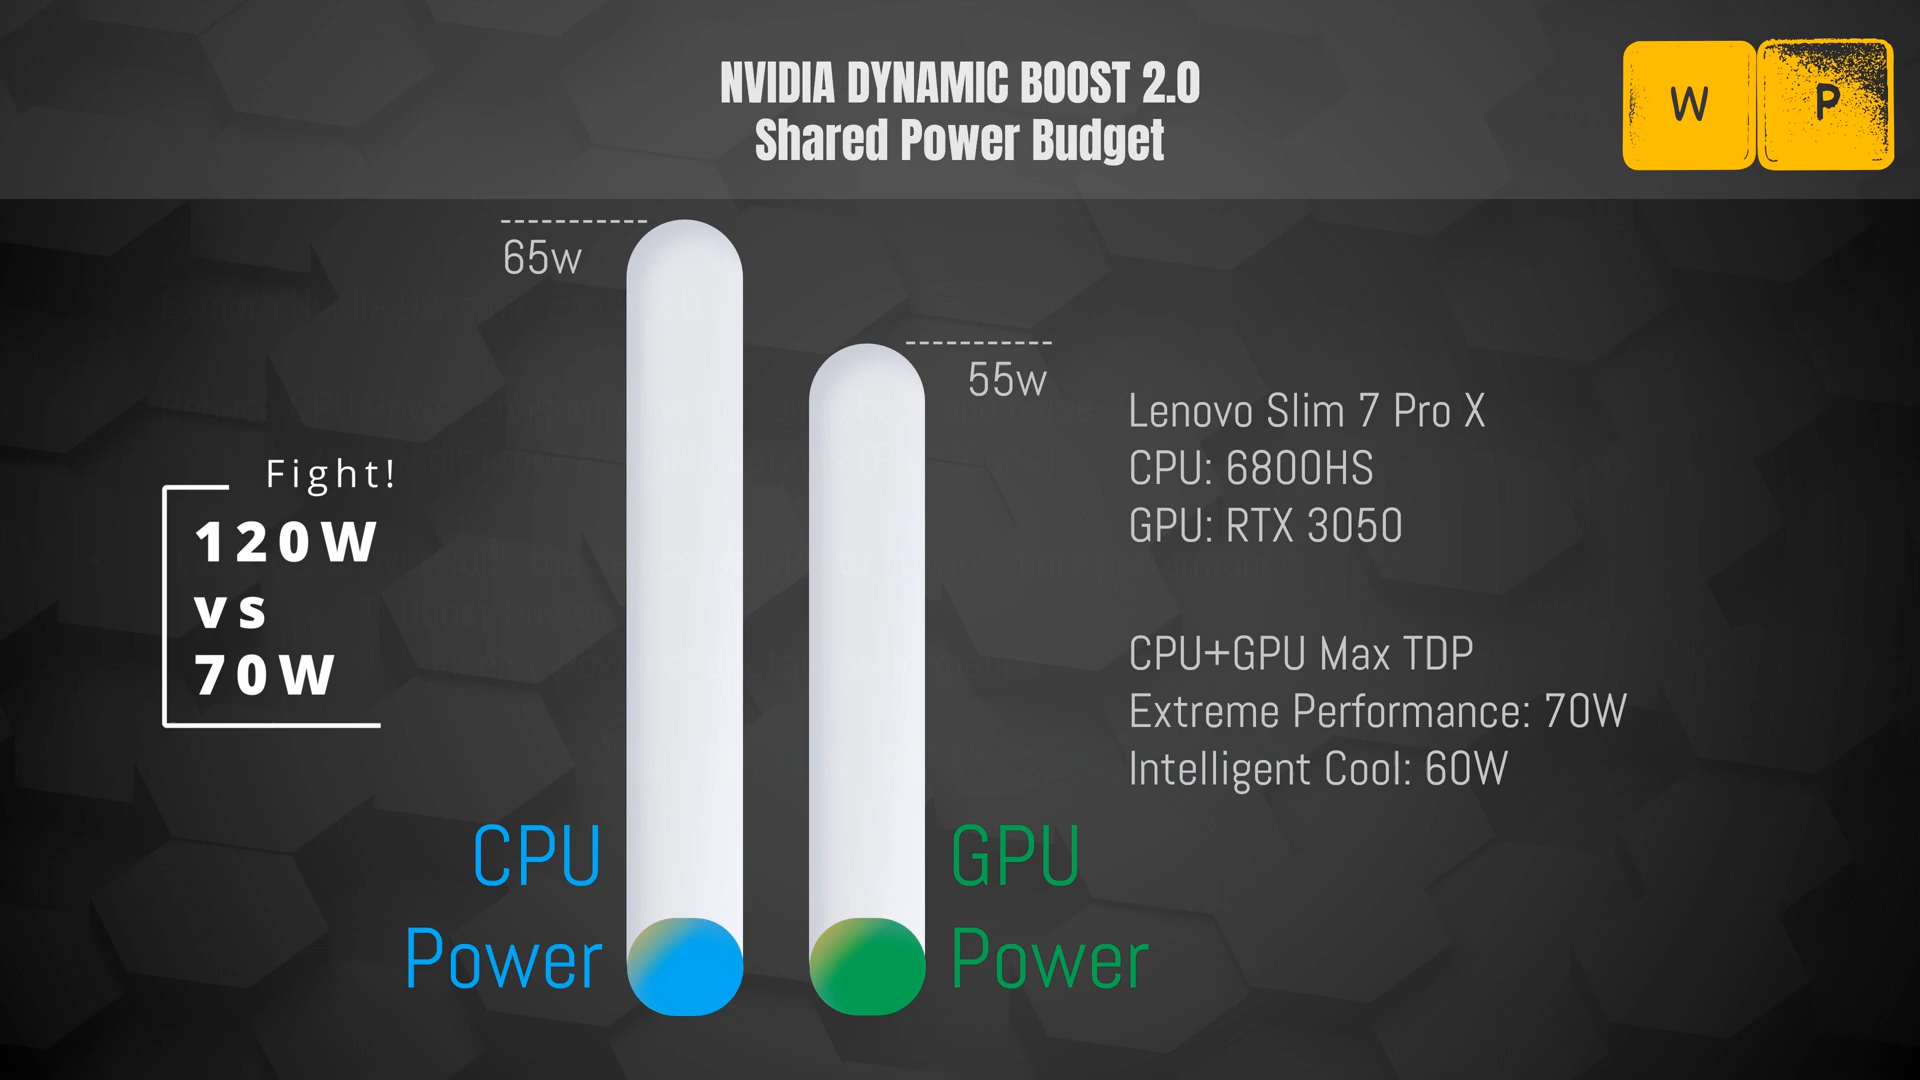 NVIDIA DYNAMIC BOOST 2.0
Shared Power Budget
W P
65w
55w
Fight!
120W
vs
70W
Lenovo Slim 7 Pro X
CPU: 6800HS
GPU: RTX 3050
CPU+GPU Max TDP
Extreme Performance: 70W
Intelligent Cool: 60W
CPU
Power
GPU
Power